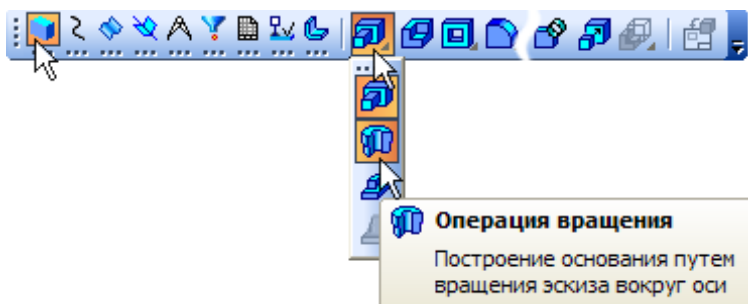 Операция вращения
Построение основания путем
вращения эскиза вокруг оси